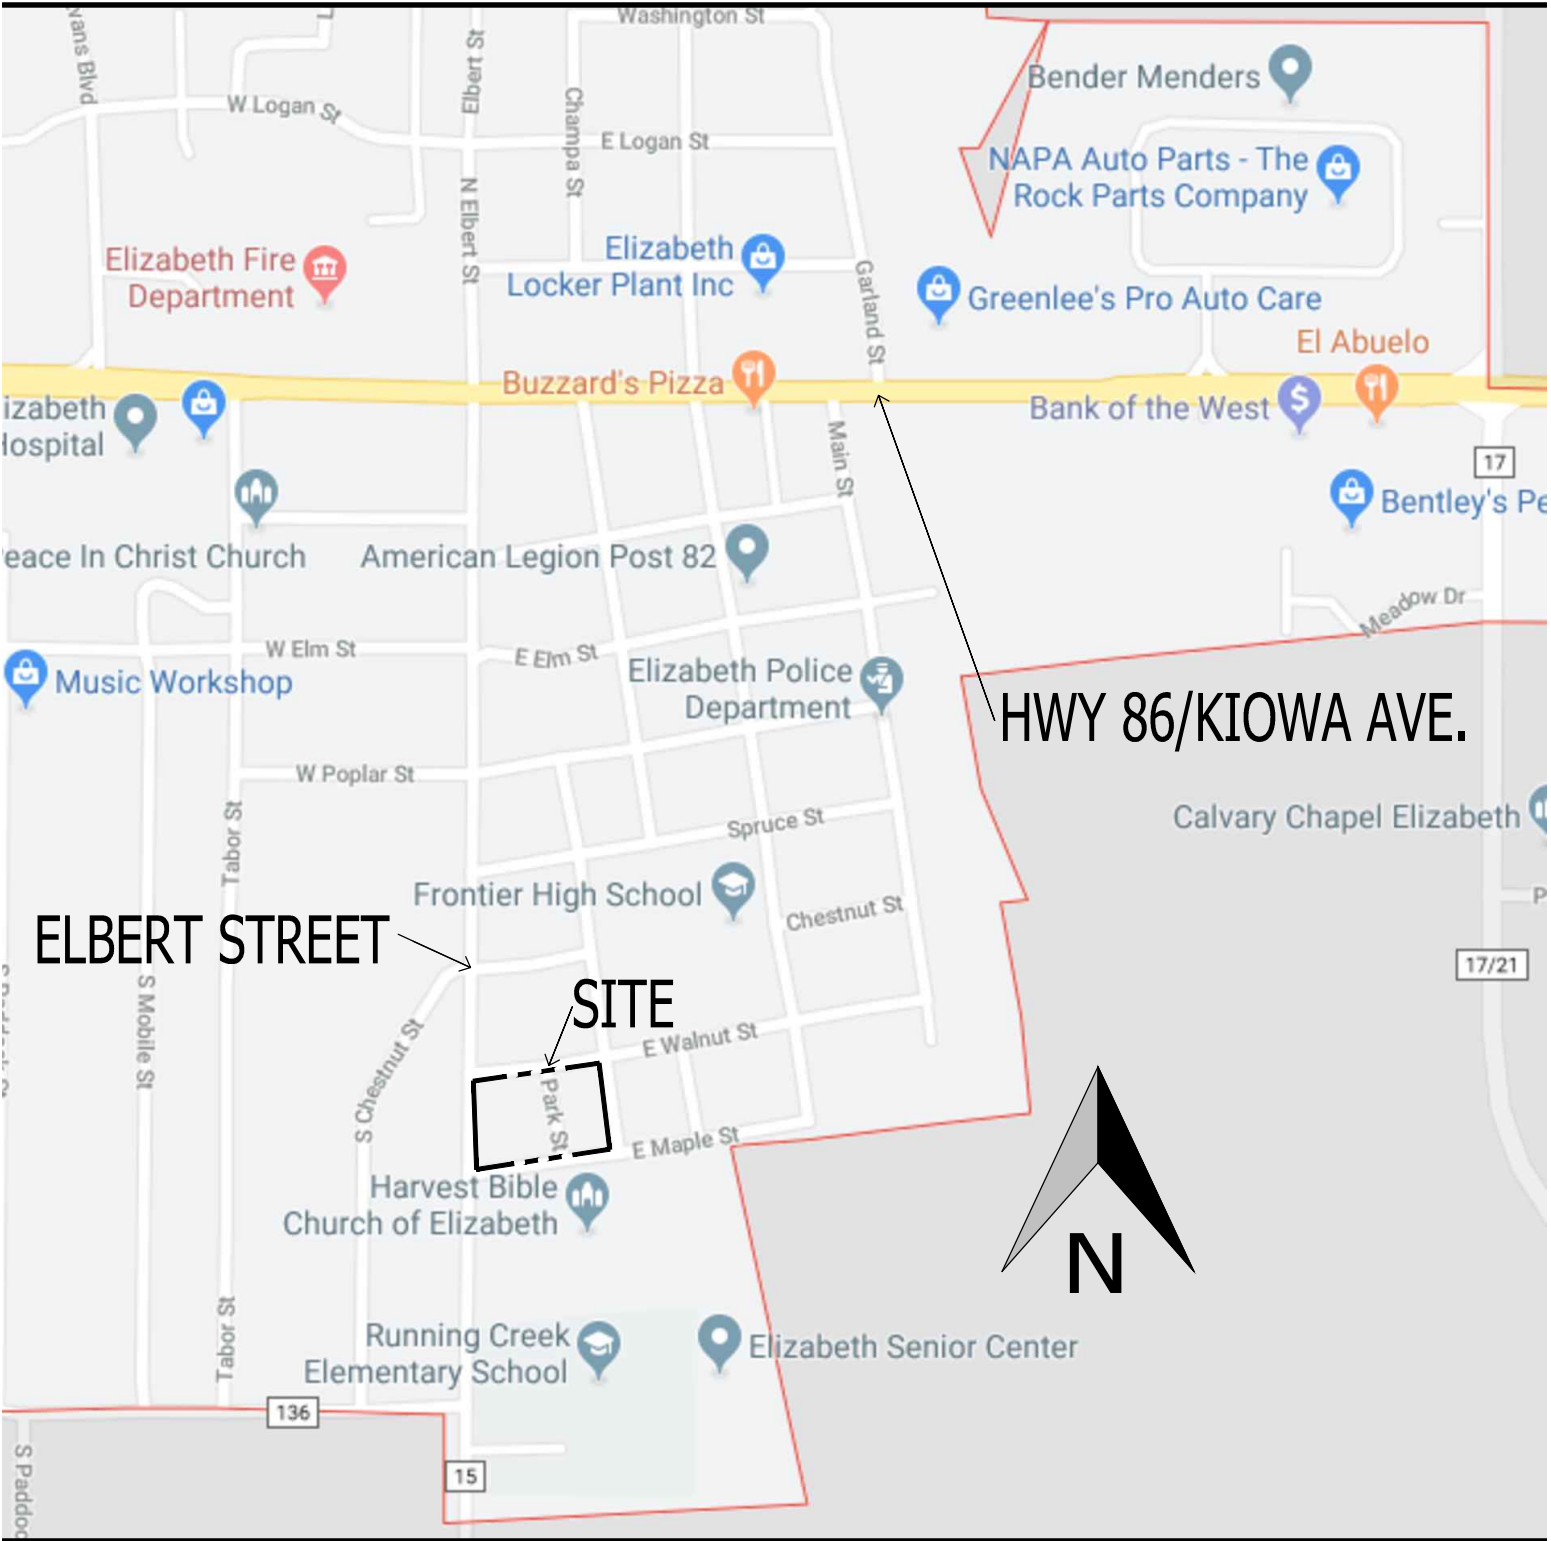 Washington St
vans Blvd
Elbert St
Bender Menders
W Logan St
Champa St
E Logan St
NAPA Auto Parts - The
Rock Parts Company
N Elbert St
Elizabeth
Locker Plant Inc
Elizabeth Fire
Department
Garland St
Greenlee's Pro Auto Care
El Abuelo
Buzzard's Pizza
izabeth
Hospital
Bank of the West
Main St
17
Bentley's Pe
eace In Christ Church
American Legion Post 82
Meadow Dr
W Elm St
E Elm St
Music Workshop
Elizabeth Police
Department
HWY 86/KIOWA AVE.
W Poplar St
Tabor St
Spruce St
Calvary Chapel Elizabeth
Frontier High School
P
Chestnut St
ELBERT STREET
17/21
S Mobile St
SITE
S Chestnut St
E Walnut St
Park St
E Maple St
Harvest Bible
Church of Elizabeth
N
Tabor St
Running Creek
Elementary School
Elizabeth Senior Center
136
S Paddoc
15